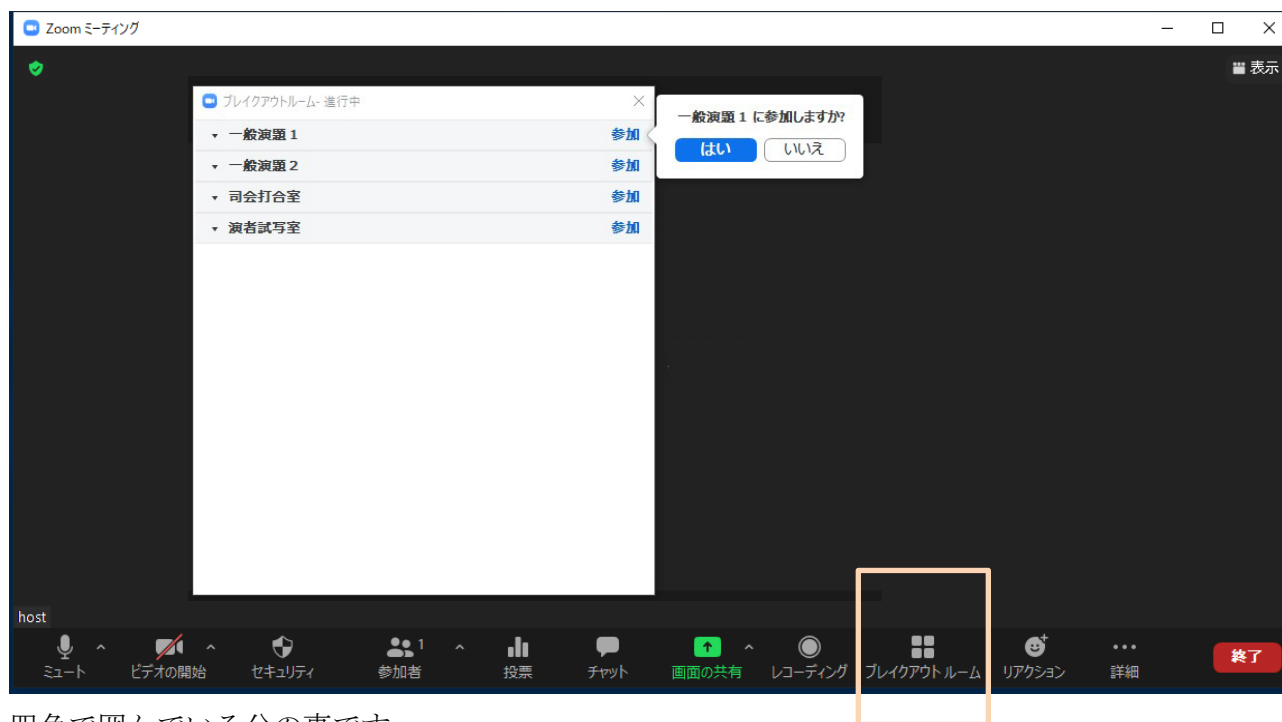 Zoom ミーティング
表示
ブレイクアウトルーム- 進行中
一般演題 1 参加
一般演題 1 に参加しますか?
はい いいえ
一般演題 2 参加
司会打合室 参加
演者試写室 参加
host
1
ミュート ビデオの開始 セキュリティ 参加者 投票 チャット 画面の共有 レコーディング ブレイクアウト ルーム リアクション 詳細 終了